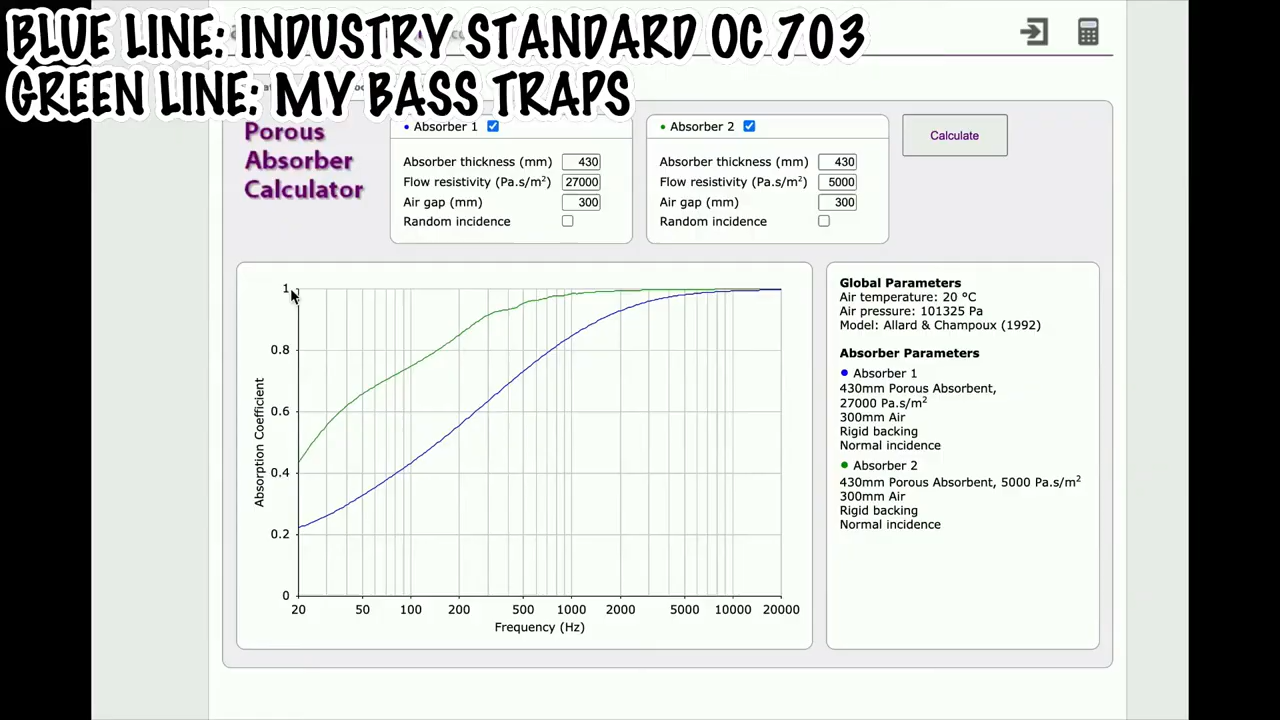 BLUE LINE: INDUSTRY STANDARD OC 703
GREEN LINE: MY BASS TRAPS
Porous
Absorber
Calculator
Absorber 1
Absorber thickness (mm) 430
Flow resistivity (Pa.s/m²) 27000
Air gap (mm) 300
Random incidence
Absorber 2
Absorber thickness (mm) 430
Flow resistivity (Pa.s/m²) 5000
Air gap (mm) 300
Random incidence
Calculate
1
0.8
0.6
0.4
0.2
0
Absorption Coefficient
20 50 100 200 500 1000 2000 5000 10000 20000
Frequency (Hz)
Global Parameters
Air temperature: 20 °C
Air pressure: 101325 Pa
Model: Allard & Champoux (1992)
Absorber Parameters
Absorber 1
430mm Porous Absorbent,
27000 Pa.s/m²
300mm Air
Rigid backing
Normal incidence
Absorber 2
430mm Porous Absorbent, 5000 Pa.s/m²
300mm Air
Rigid backing
Normal incidence